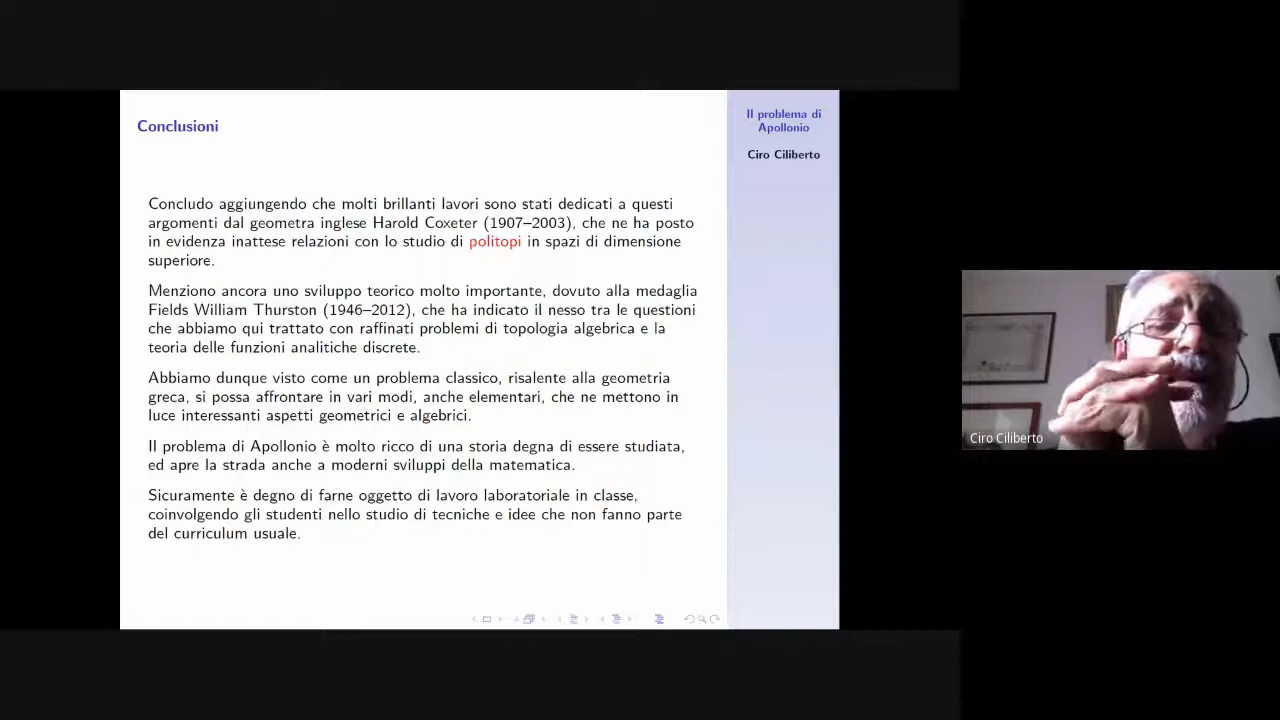 Conclusioni
Concludo aggiungendo che molti brillanti lavori sono stati dedicati a questi
argomenti dal geometra inglese Harold Coxeter (1907–2003), che ne ha posto
in evidenza inattese relazioni con lo studio di politopi in spazi di dimensione
superiore.
Menziono ancora uno sviluppo teorico molto importante, dovuto alla medaglia
Fields William Thurston (1946–2012), che ha indicato il nesso tra le questioni
che abbiamo qui trattato con raffinati problemi di topologia algebrica e la
teoria delle funzioni analitiche discrete.
Abbiamo dunque visto come un problema classico, risalente alla geometria
greca, si possa affrontare in vari modi, anche elementari, che ne mettono in
luce interessanti aspetti geometrici e algebrici.
Il problema di Apollonio è molto ricco di una storia degna di essere studiata,
ed apre la strada anche a moderni sviluppi della matematica.
Sicuramente è degno di farne oggetto di lavoro laboratoriale in classe,
coinvolgendo gli studenti nello studio di tecniche e idee che non fanno parte
del curriculum usuale.
Il problema di
Apollonio
Ciro Ciliberto
Ciro Ciliberto